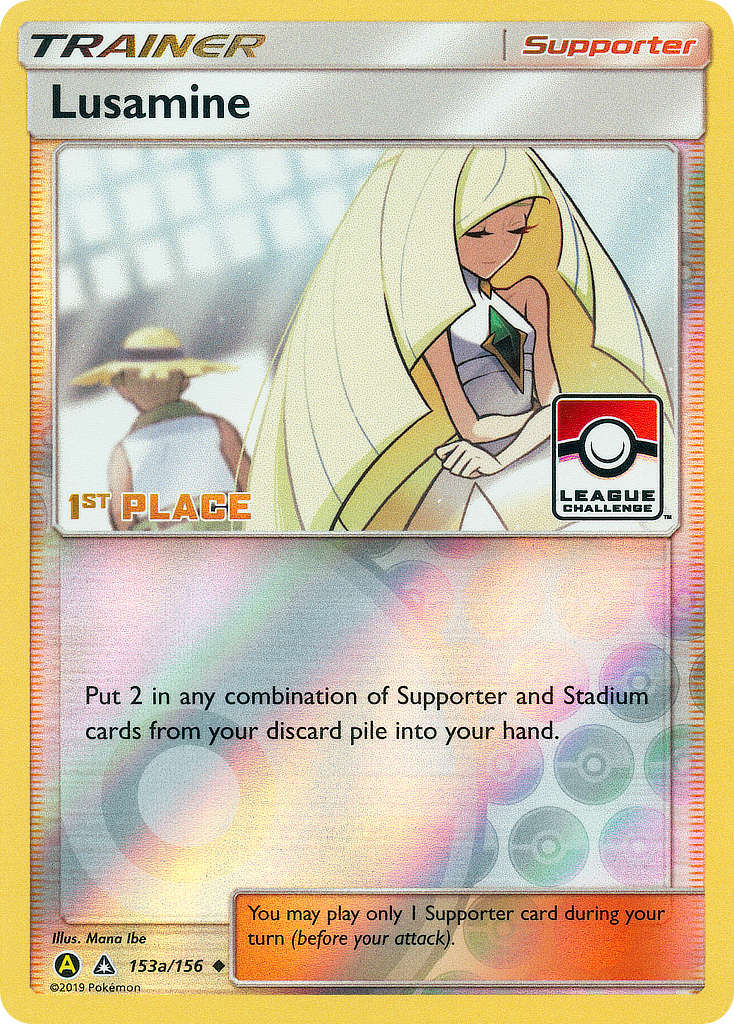 TRAINER
Supporter
Lusamine
1ST PLACE
LEAGUE
CHALLENGE
TM
Put 2 in any combination of Supporter and Stadium
cards from your discard pile into your hand.
You may play only 1 Supporter card during your
turn (before your attack).
Illus. Mana Ibe
A 153a/156
©2019 Pokémon